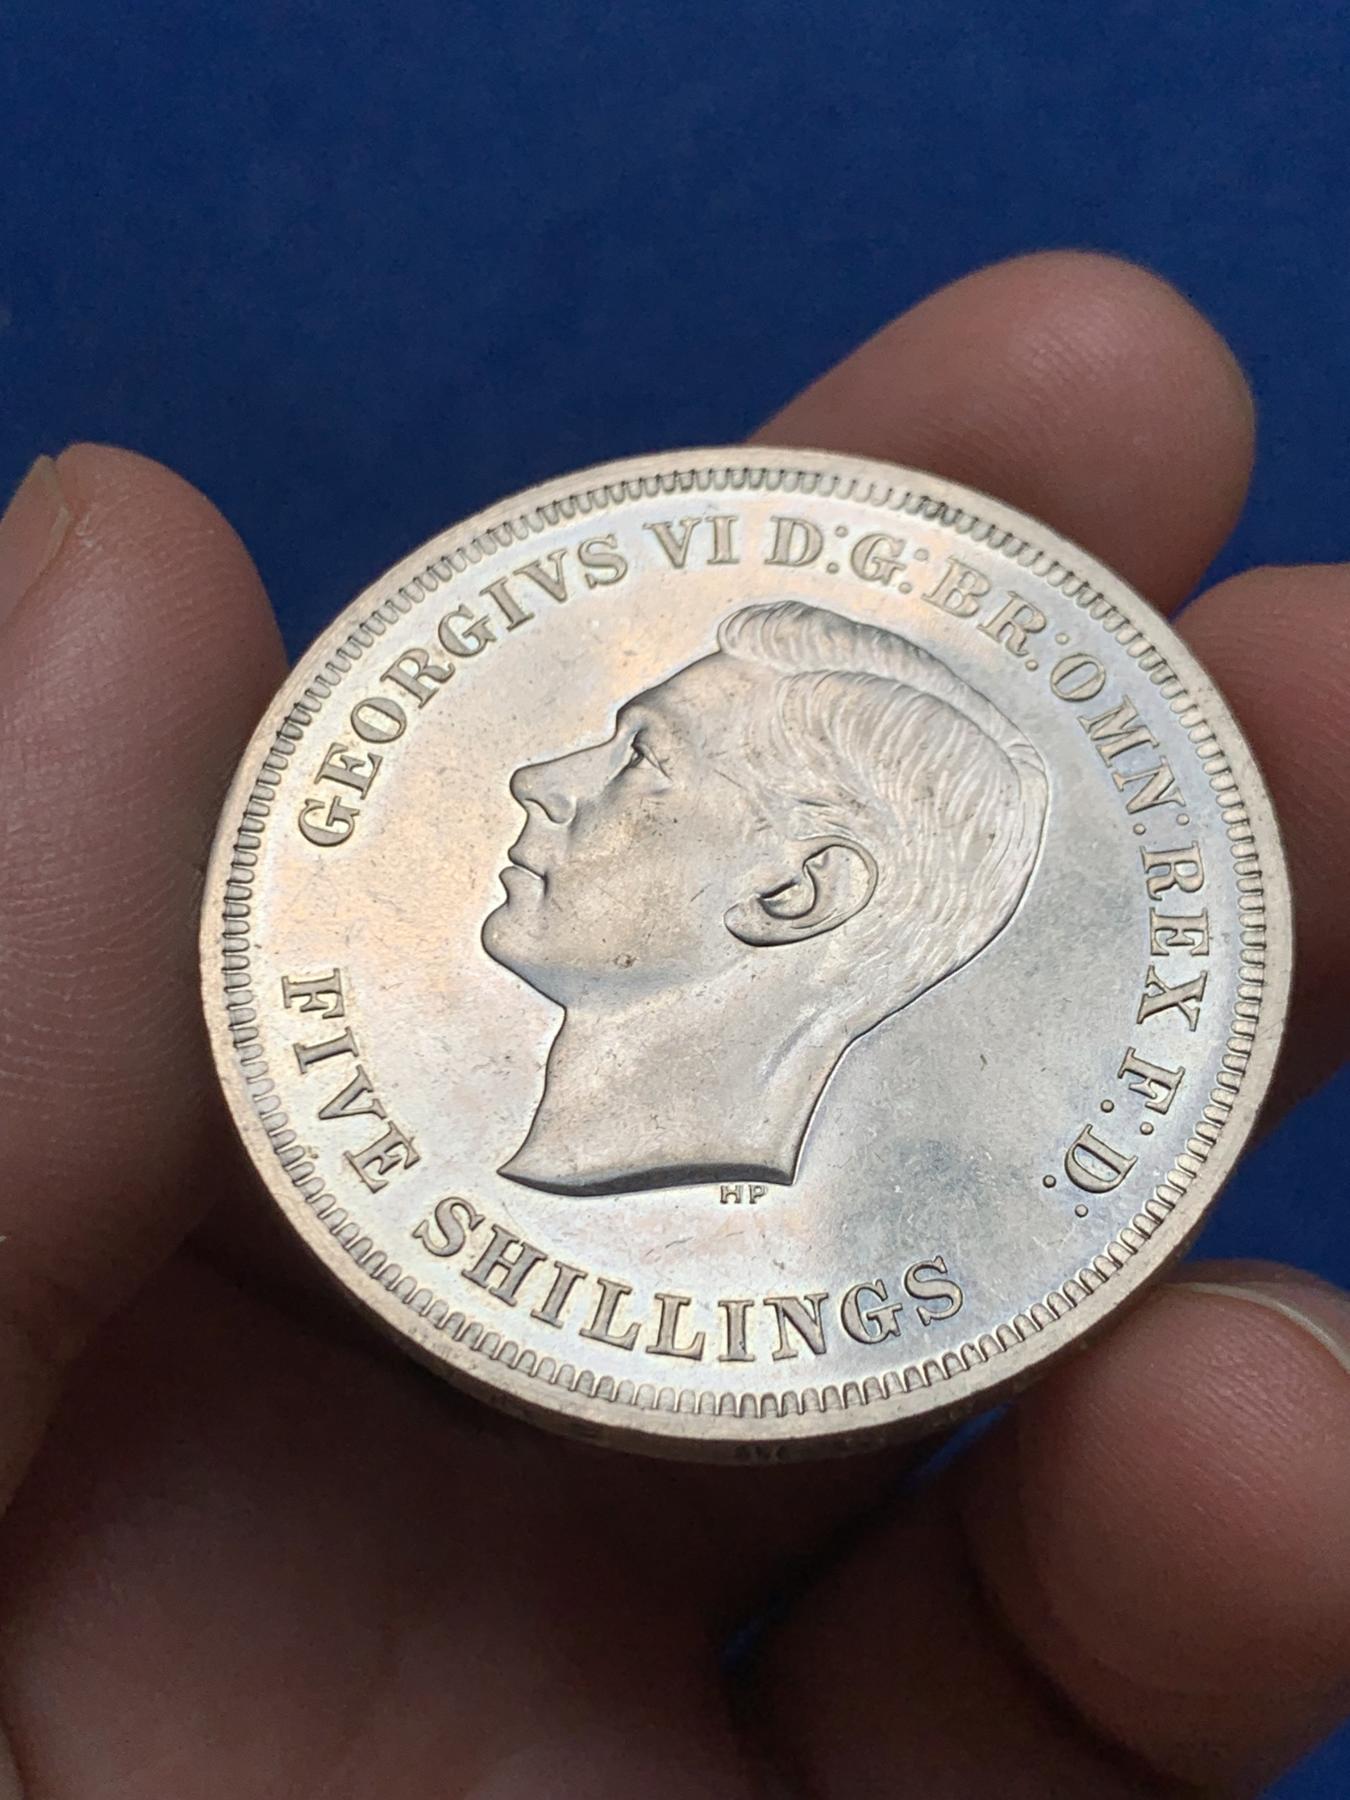 GEORGIVS VI D:G:BR:OMN:REX F:D:
FIVE SHILLINGS
HP